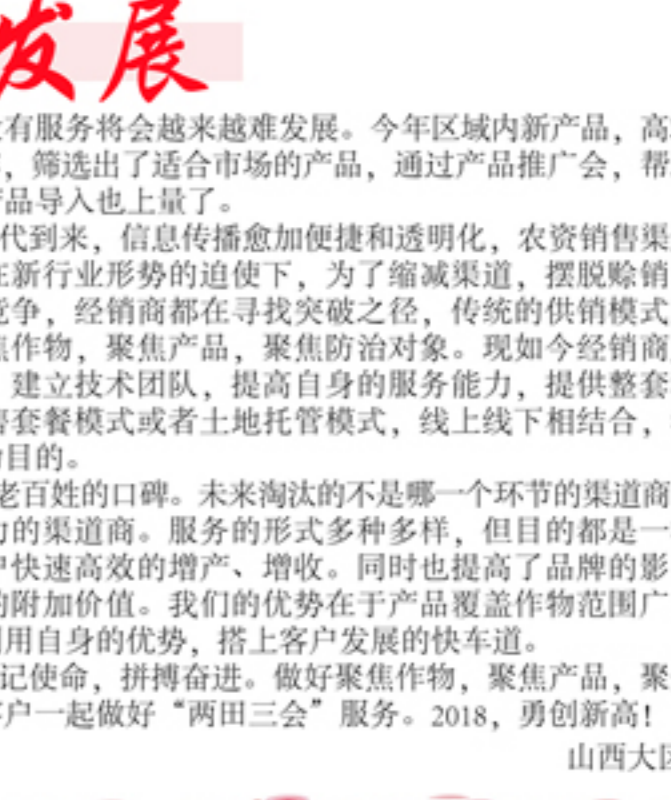 发展
有服务将会越来越难发展。今年区域内新产品，高
，筛选出了适合市场的产品，通过产品推广会，帮
品导入也上量了。
代到来，信息传播愈加便捷和透明化，农资销售渠
在新行业形势的迫使下，为了缩减渠道，摆脱赊销
竞争，经销商都在寻找突破之径，传统的供销模式
焦作物，聚焦产品，聚焦防治对象。现如今经销商
建立技术团队，提高自身的服务能力，提供整套
套餐模式或者土地托管模式，线上线下相结合，
目的。
老百姓的口碑。未来淘汰的不是哪一个环节的渠道商
的渠道商。服务的形式多种多样，但目的都是一
户快速高效的增产、增收。同时也提高了品牌的影
的附加价值。我们的优势在于产品覆盖作物范围广
用自身的优势，搭上客户发展的快车道。
记使命，拼搏奋进。做好聚焦作物，聚焦产品，聚
户一起做好“两田三会”服务。2018，勇创新高！
山西大区